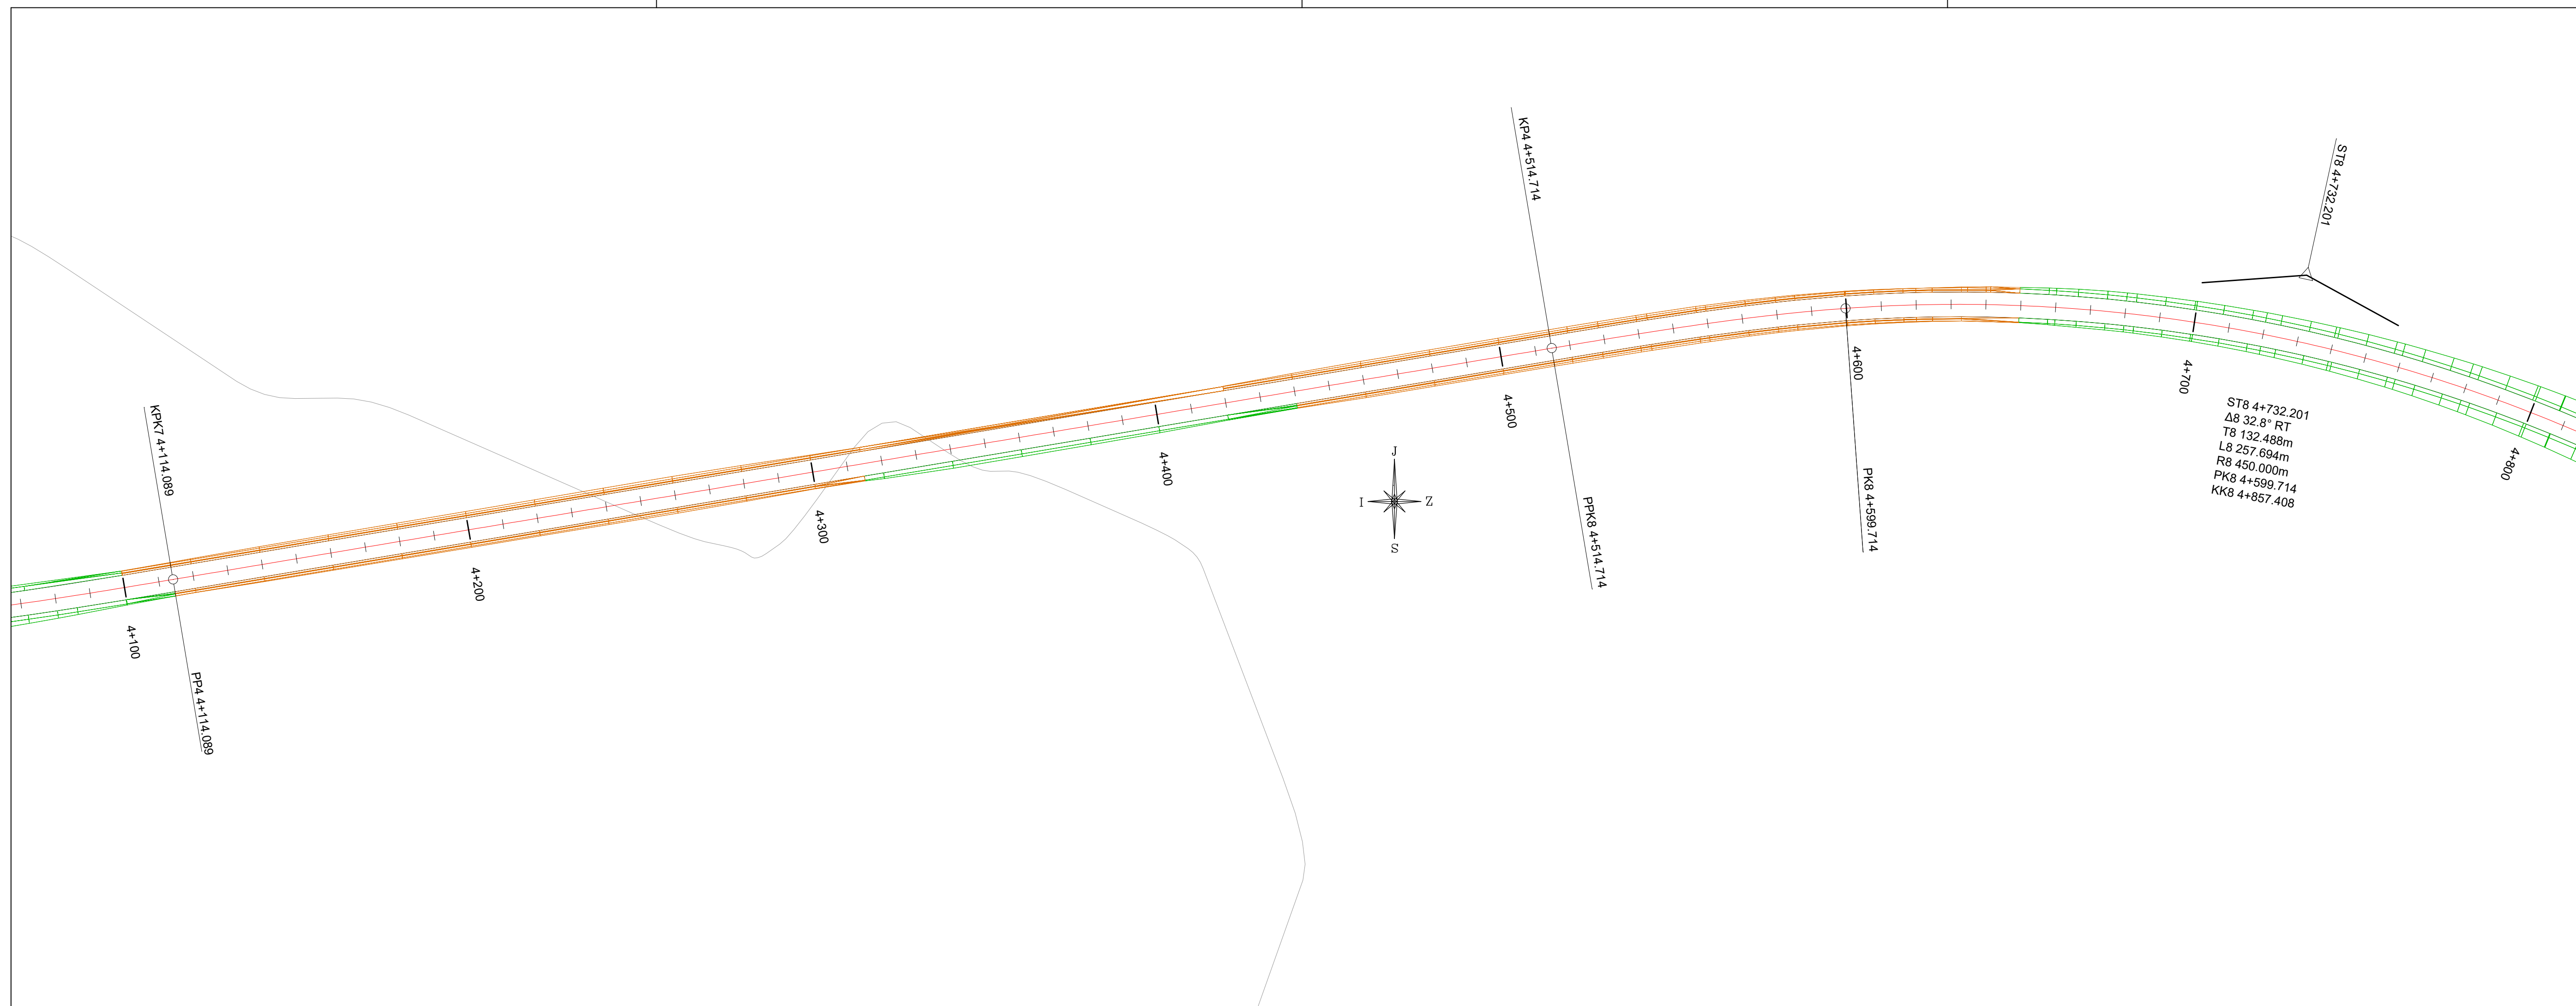 KPK7 4+114.089
PP4 4+114.089
4+100
4+200
4+300
4+400
J
I
Z
S
KP4 4+514.714
PPK8 4+514.714
4+500
4+600
PK8 4+599.714
4+700
ST8 4+732.201
ST8 4+732.201
Δ8 32.8° RT
T8 132.488m
L8 257.694m
R8 450.000m
PK8 4+599.714
KK8 4+857.408
4+800